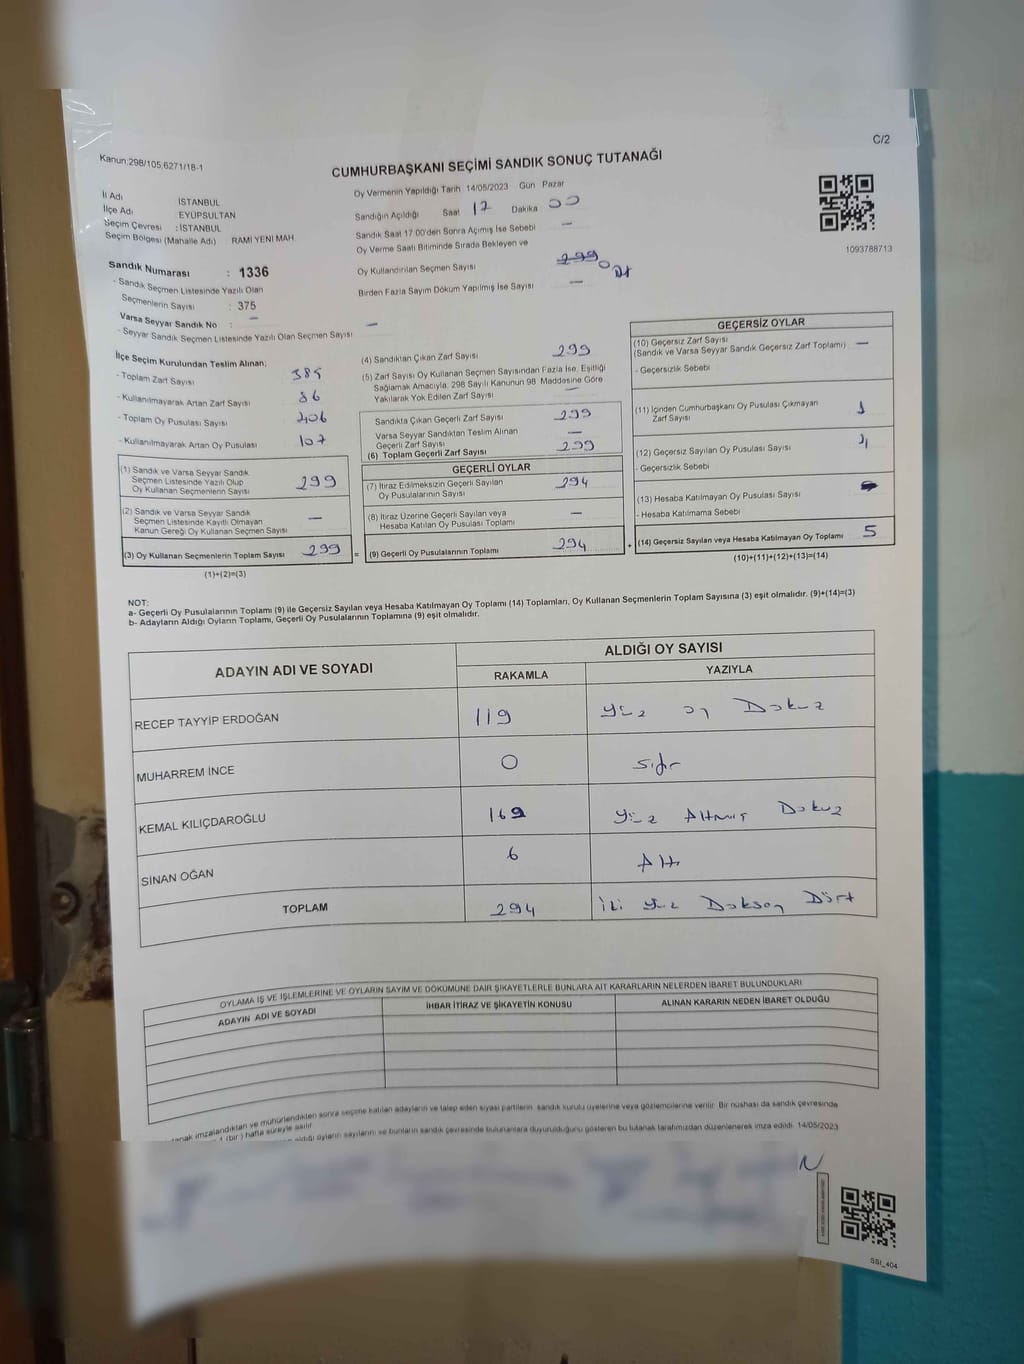 C/2
Kanun:298/105,6271/18-1
CUMHURBAŞKANI SEÇİMİ SANDIK SONUÇ TUTANAĞI
İl Adı İSTANBUL
İlçe Adı EYÜPSULTAN
Seçim Çevresi : İSTANBUL
Seçim Bölgesi (Mahalle Adı) RAMİ YENİ MAH.
Sandık Numarası : 1336
- Sandık Seçmen Listesinde Yazılı Olan
Seçmenlerin Sayısı : 375
Varsa Seyyar Sandık No : –
- Seyyar Sandık Seçmen Listesinde Yazılı Olan Seçmen Sayısı –
Oy Vermenin Yapıldığı Tarih 14/05/2023 Gün Pazar
Sandığın Açıldığı Saat 17 Dakika 00
Sandık Saat 17:00'den Sonra Açımış İse Sebebi –
Oy Verme Saati Bitiminde Sırada Bekleyen ve
Oy Kullandırılan Seçmen Sayısı 299 0
Birden Fazla Sayım Döküm Yapılmış İse Sayısı –
1093788713
İlçe Seçim Kurulundan Teslim Alınan;
- Toplam Zarf Sayısı 385
- Kullanılmayarak Artan Zarf Sayısı 86
- Toplam Oy Pusulası Sayısı 406
- Kullanılmayarak Artan Oy Pusulası 107
(1) Sandık ve Varsa Seyyar Sandık
Seçmen Listesinde Yazılı Olup
Oy Kullanan Seçmenlerin Sayısı 299
(2) Sandık ve Varsa Seyyar Sandık
Seçmen Listesinde Kayıtlı Olmayan
Kanun Gereği Oy Kullanan Seçmen Sayısı –
(3) Oy Kullanan Seçmenlerin Toplam Sayısı 299 =
(1)+(2)=(3)
(4) Sandıktan Çıkan Zarf Sayısı 299
(5) Zarf Sayısı Oy Kullanan Seçmen Sayısından Fazla İse, Eşitliği
Sağlamak Amacıyla, 298 Sayılı Kanunun 98. Maddesine Göre
Yakılarak Yok Edilen Zarf Sayısı –
Sandıkta Çıkan Geçerli Zarf Sayısı 299
Varsa Seyyar Sandıktan Teslim Alınan
Geçerli Zarf Sayısı –
(6) Toplam Geçerli Zarf Sayısı 299
GEÇERLİ OYLAR
(7) İtiraz Edilmeksizin Geçerli Sayılan
Oy Pusulalarının Sayısı 294
(8) İtiraz Üzerine Geçerli Sayılan veya
Hesaba Katılan Oy Pusulası Toplamı –
(9) Geçerli Oy Pusulalarının Toplamı 294 +
GEÇERSİZ OYLAR
(10) Geçersiz Zarf Sayısı
(Sandık ve Varsa Seyyar Sandık Geçersiz Zarf Toplamı) –
- Geçersizlik Sebebi
(11) İçinden Cumhurbaşkanı Oy Pusulası Çıkmayan
Zarf Sayısı 1
(12) Geçersiz Sayılan Oy Pusulası Sayısı
- Geçersizlik Sebebi
(13) Hesaba Katılmayan Oy Pusulası Sayısı
- Hesaba Katılmama Sebebi
(14) Geçersiz Sayılan veya Hesaba Katılmayan Oy Toplamı 5
(10)+(11)+(12)+(13)=(14)
NOT:
a- Geçerli Oy Pusulalarının Toplamı (9) ile Geçersiz Sayılan veya Hesaba Katılmayan Oy Toplamı (14) Toplamları, Oy Kullanan Seçmenlerin Toplam Sayısına (3) eşit olmalıdır. (9)+(14)=(3)
b- Adayların Aldığı Oyların Toplamı, Geçerli Oy Pusulalarının Toplamına (9) eşit olmalıdır.
ADAYIN ADI VE SOYADI ALDIĞI OY SAYISI
RAKAMLA YAZIYLA
RECEP TAYYİP ERDOĞAN 119 Yüz on Dokuz
MUHARREM İNCE 0 Sıfır
KEMAL KILIÇDAROĞLU 169 Yüz Altmış Dokuz
SİNAN OĞAN 6 Altı
TOPLAM 294 İki Yüz Doksan Dört
OYLAMA İŞ VE İŞLEMLERİNE VE OYLARIN SAYIM VE DÖKÜMÜNE DAİR ŞİKAYETLERLE BUNLARA AİT KARARLARIN NELERDEN İBARET BULUNDUKLARI
ADAYIN ADI VE SOYADI İHBAR İTİRAZ VE ŞİKAYETİN KONUSU ALINAN KARARIN NEDEN İBARET OLDUĞU
imzalandıktan ve mühürlendikten sonra seçime katılan adayların ve talep eden siyasi partilerin sandık kurulu üyelerine veya gözlemcilerine verilir. Bir nüshası da sandık çevresinde
1 (bir) hafta süreyle asılır.
aldığı oyların sayılarını ve bunların sandık çevresinde bulunanlara duyurulduğunu gösteren bu tutanak tarafımızdan düzenlenerek imza edildi. 14/05/2023
SSI_404